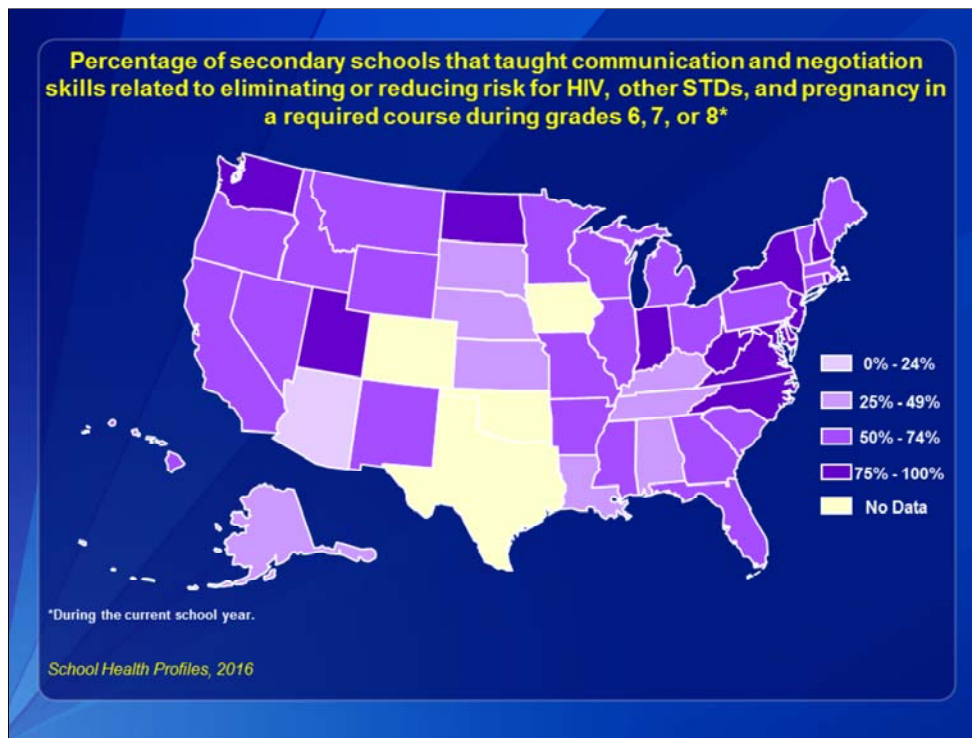 Percentage of secondary schools that taught communication and negotiation
skills related to eliminating or reducing risk for HIV, other STDs, and pregnancy in
a required course during grades 6, 7, or 8*
0% - 24%
25% - 49%
50% - 74%
75% - 100%
No Data
*During the current school year.
School Health Profiles, 2016